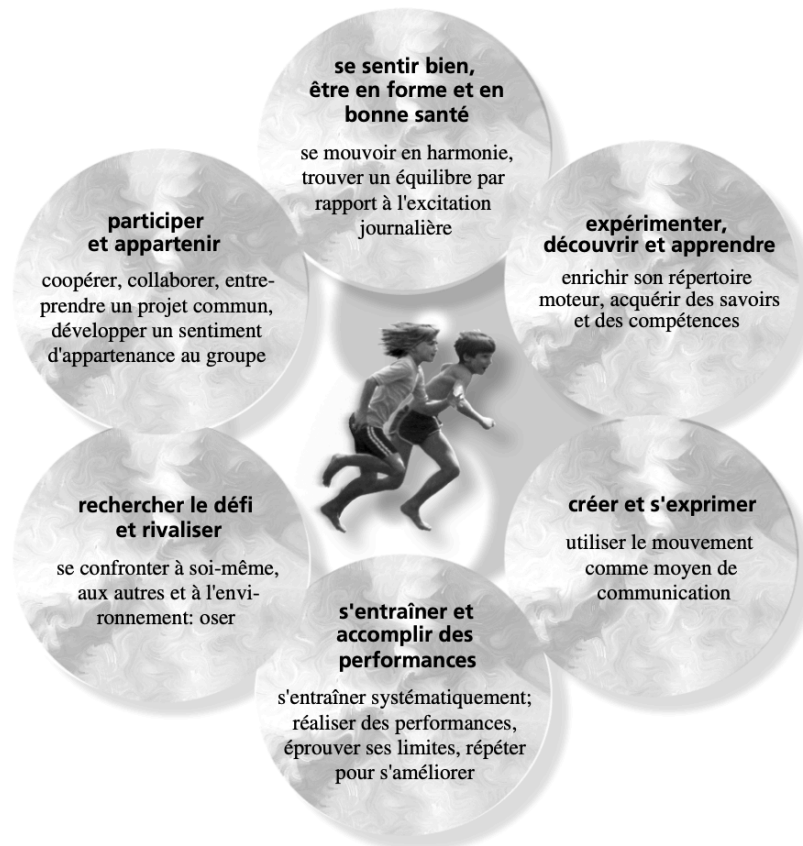 se sentir bien,
être en forme et en
bonne santé
se mouvoir en harmonie,
trouver un équilibre par
rapport à l'excitation
journalière
expérimenter,
découvrir et apprendre
enrichir son répertoire
moteur, acquérir des savoirs
et des compétences
créer et s'exprimer
utiliser le mouvement
comme moyen de
communication
s'entraîner et
accomplir des
performances
s'entraîner systématiquement;
réaliser des performances,
éprouver ses limites, répéter
pour s'améliorer
rechercher le défi
et rivaliser
se confronter à soi-même,
aux autres et à l'envi-
ronnement: oser
participer
et appartenir
coopérer, collaborer, entre-
prendre un projet commun,
développer un sentiment
d'appartenance au groupe